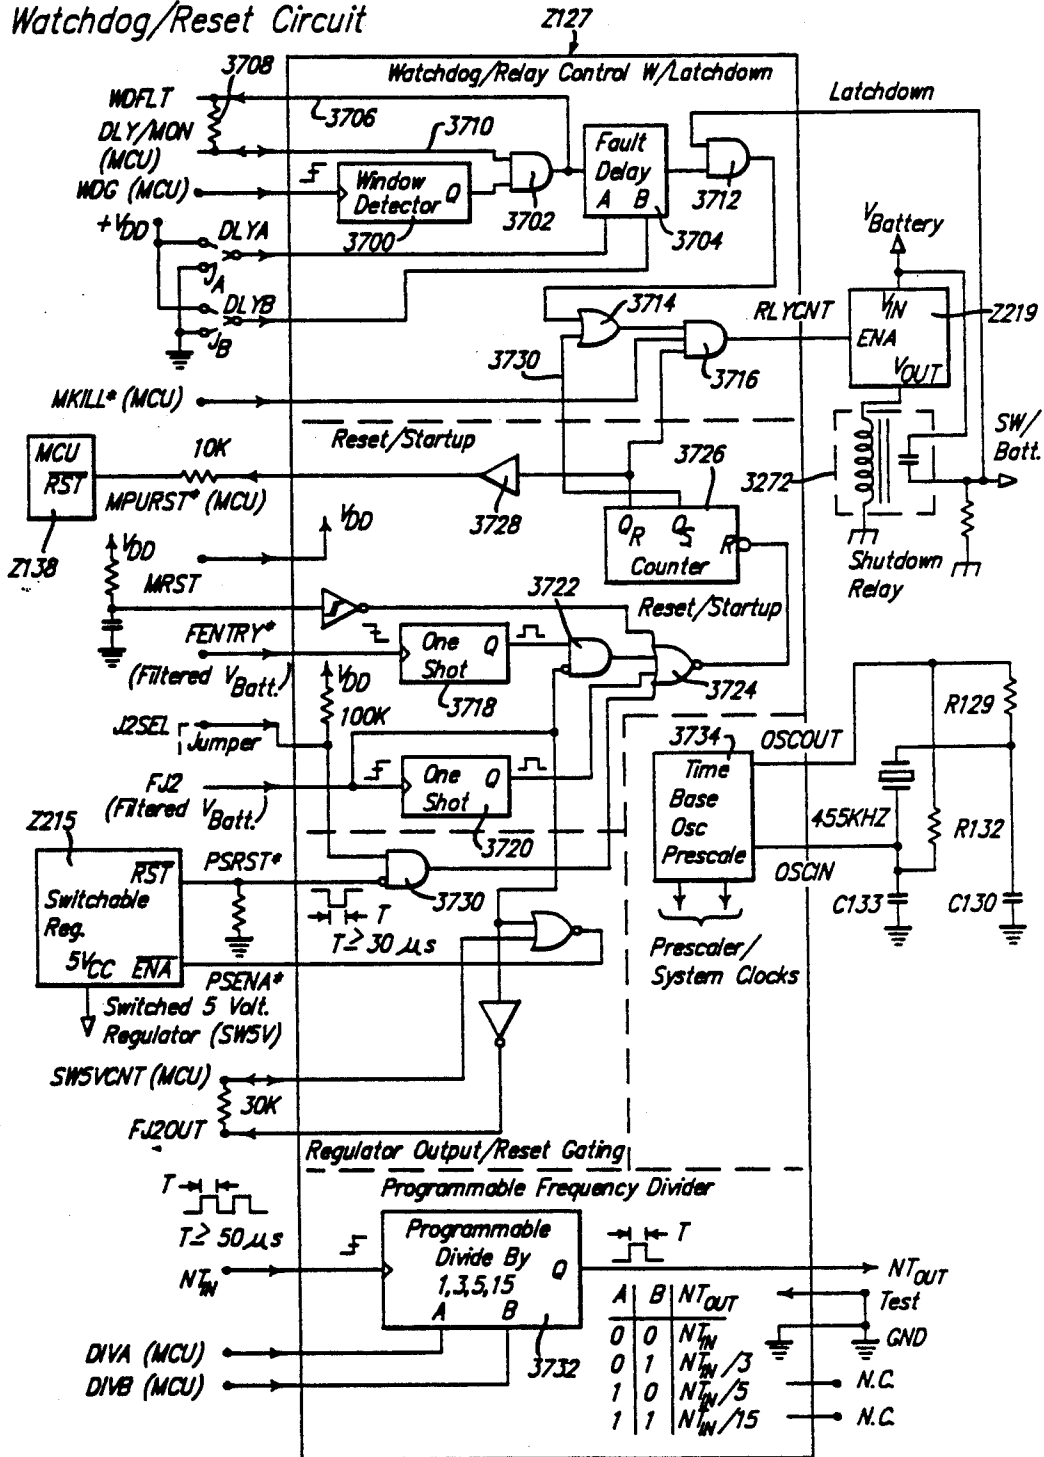 Watchdog/Reset Circuit
Z127
Watchdog/Relay Control W/Latchdown
3708
WDFLT
3706
Latchdown
DLY/MON
(MCU)
3710
WDG (MCU)
Window
Detector
Q
3700
3702
Fault
Delay
A B
3704
3712
+VDD
DLYA
JA
DLYB
JB
VBattery
3714
RLYCNT
VIN
ENA
VOUT
Z219
3730
3716
MKILL* (MCU)
Reset/Startup
MCU
RST
10K
MPURST* (MCU)
3728
3726
QR QS R
Counter
3272
SW/
Batt.
Shutdown
Relay
Z138
VDD
VDD
MRST
3722
Reset/Startup
FENTRY*
(Filtered VBatt.)
One
Shot
Q
3718
3724
VDD
100K
J2SEL
Jumper
3734
OSCOUT
R129
FJ2
(Filtered VBatt.)
One
Shot
Q
3720
Time
Base
Osc
Prescale
455KHZ
R132
OSCIN
Z215
RST
PSRST*
Switchable
Reg.
5VCC ENA
3730
T
T≥30μs
C133
C130
Prescaler/
System Clocks
PSENA*
Switched 5 Volt.
Regulator (SW5V)
SW5VCNT (MCU)
30K
FJ2OUT
Regulator Output/Reset Gating
Programmable Frequency Divider
T
T≥50μs
NTIN
Programmable
Divide By
1,3,5,15
Q
A B
3732
T
NTOUT
Test
GND
A B NTOUT
0 0 NTIN
0 1 NTIN/3
1 0 NTIN/5
1 1 NTIN/15
N.C.
N.C.
DIVA (MCU)
DIVB (MCU)